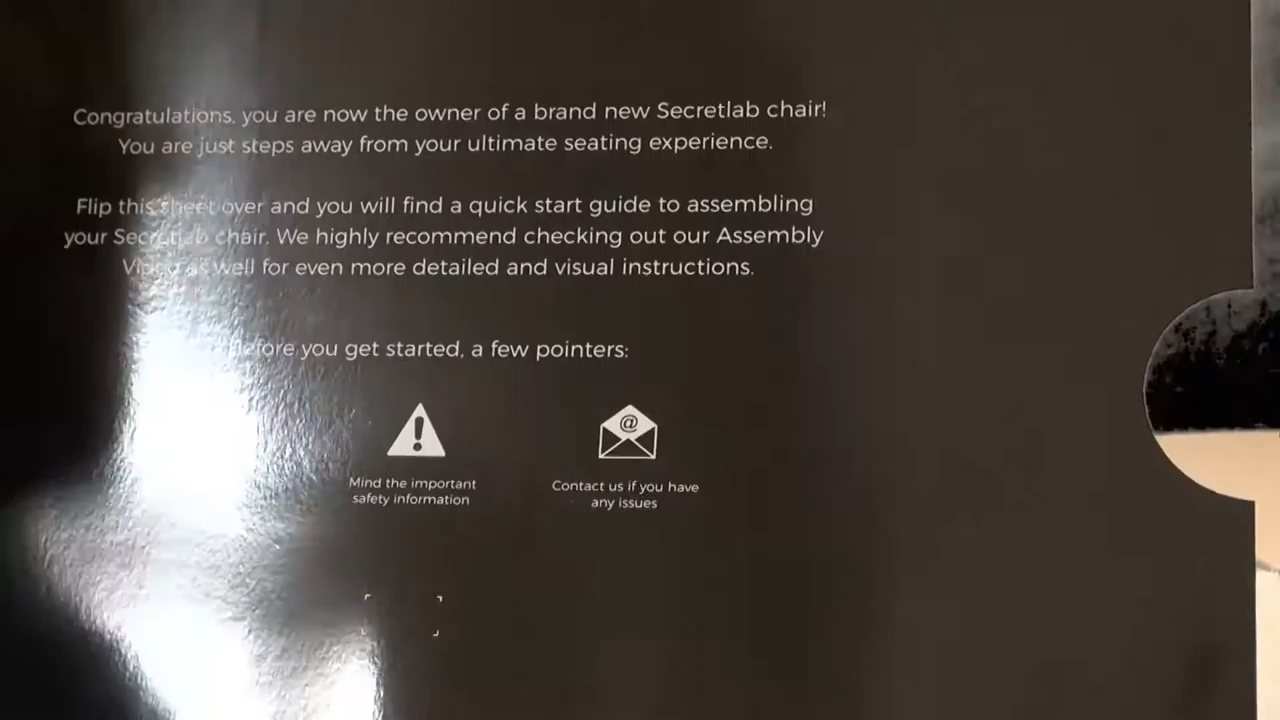 Congratulations, you are now the owner of a brand new Secretlab chair!
You are just steps away from your ultimate seating experience.
Flip this sheet over and you will find a quick start guide to assembling
your Secretlab chair. We highly recommend checking out our Assembly
Video as well for even more detailed and visual instructions.
Before you get started, a few pointers:
@
Mind the important
safety information
Contact us if you have
any issues